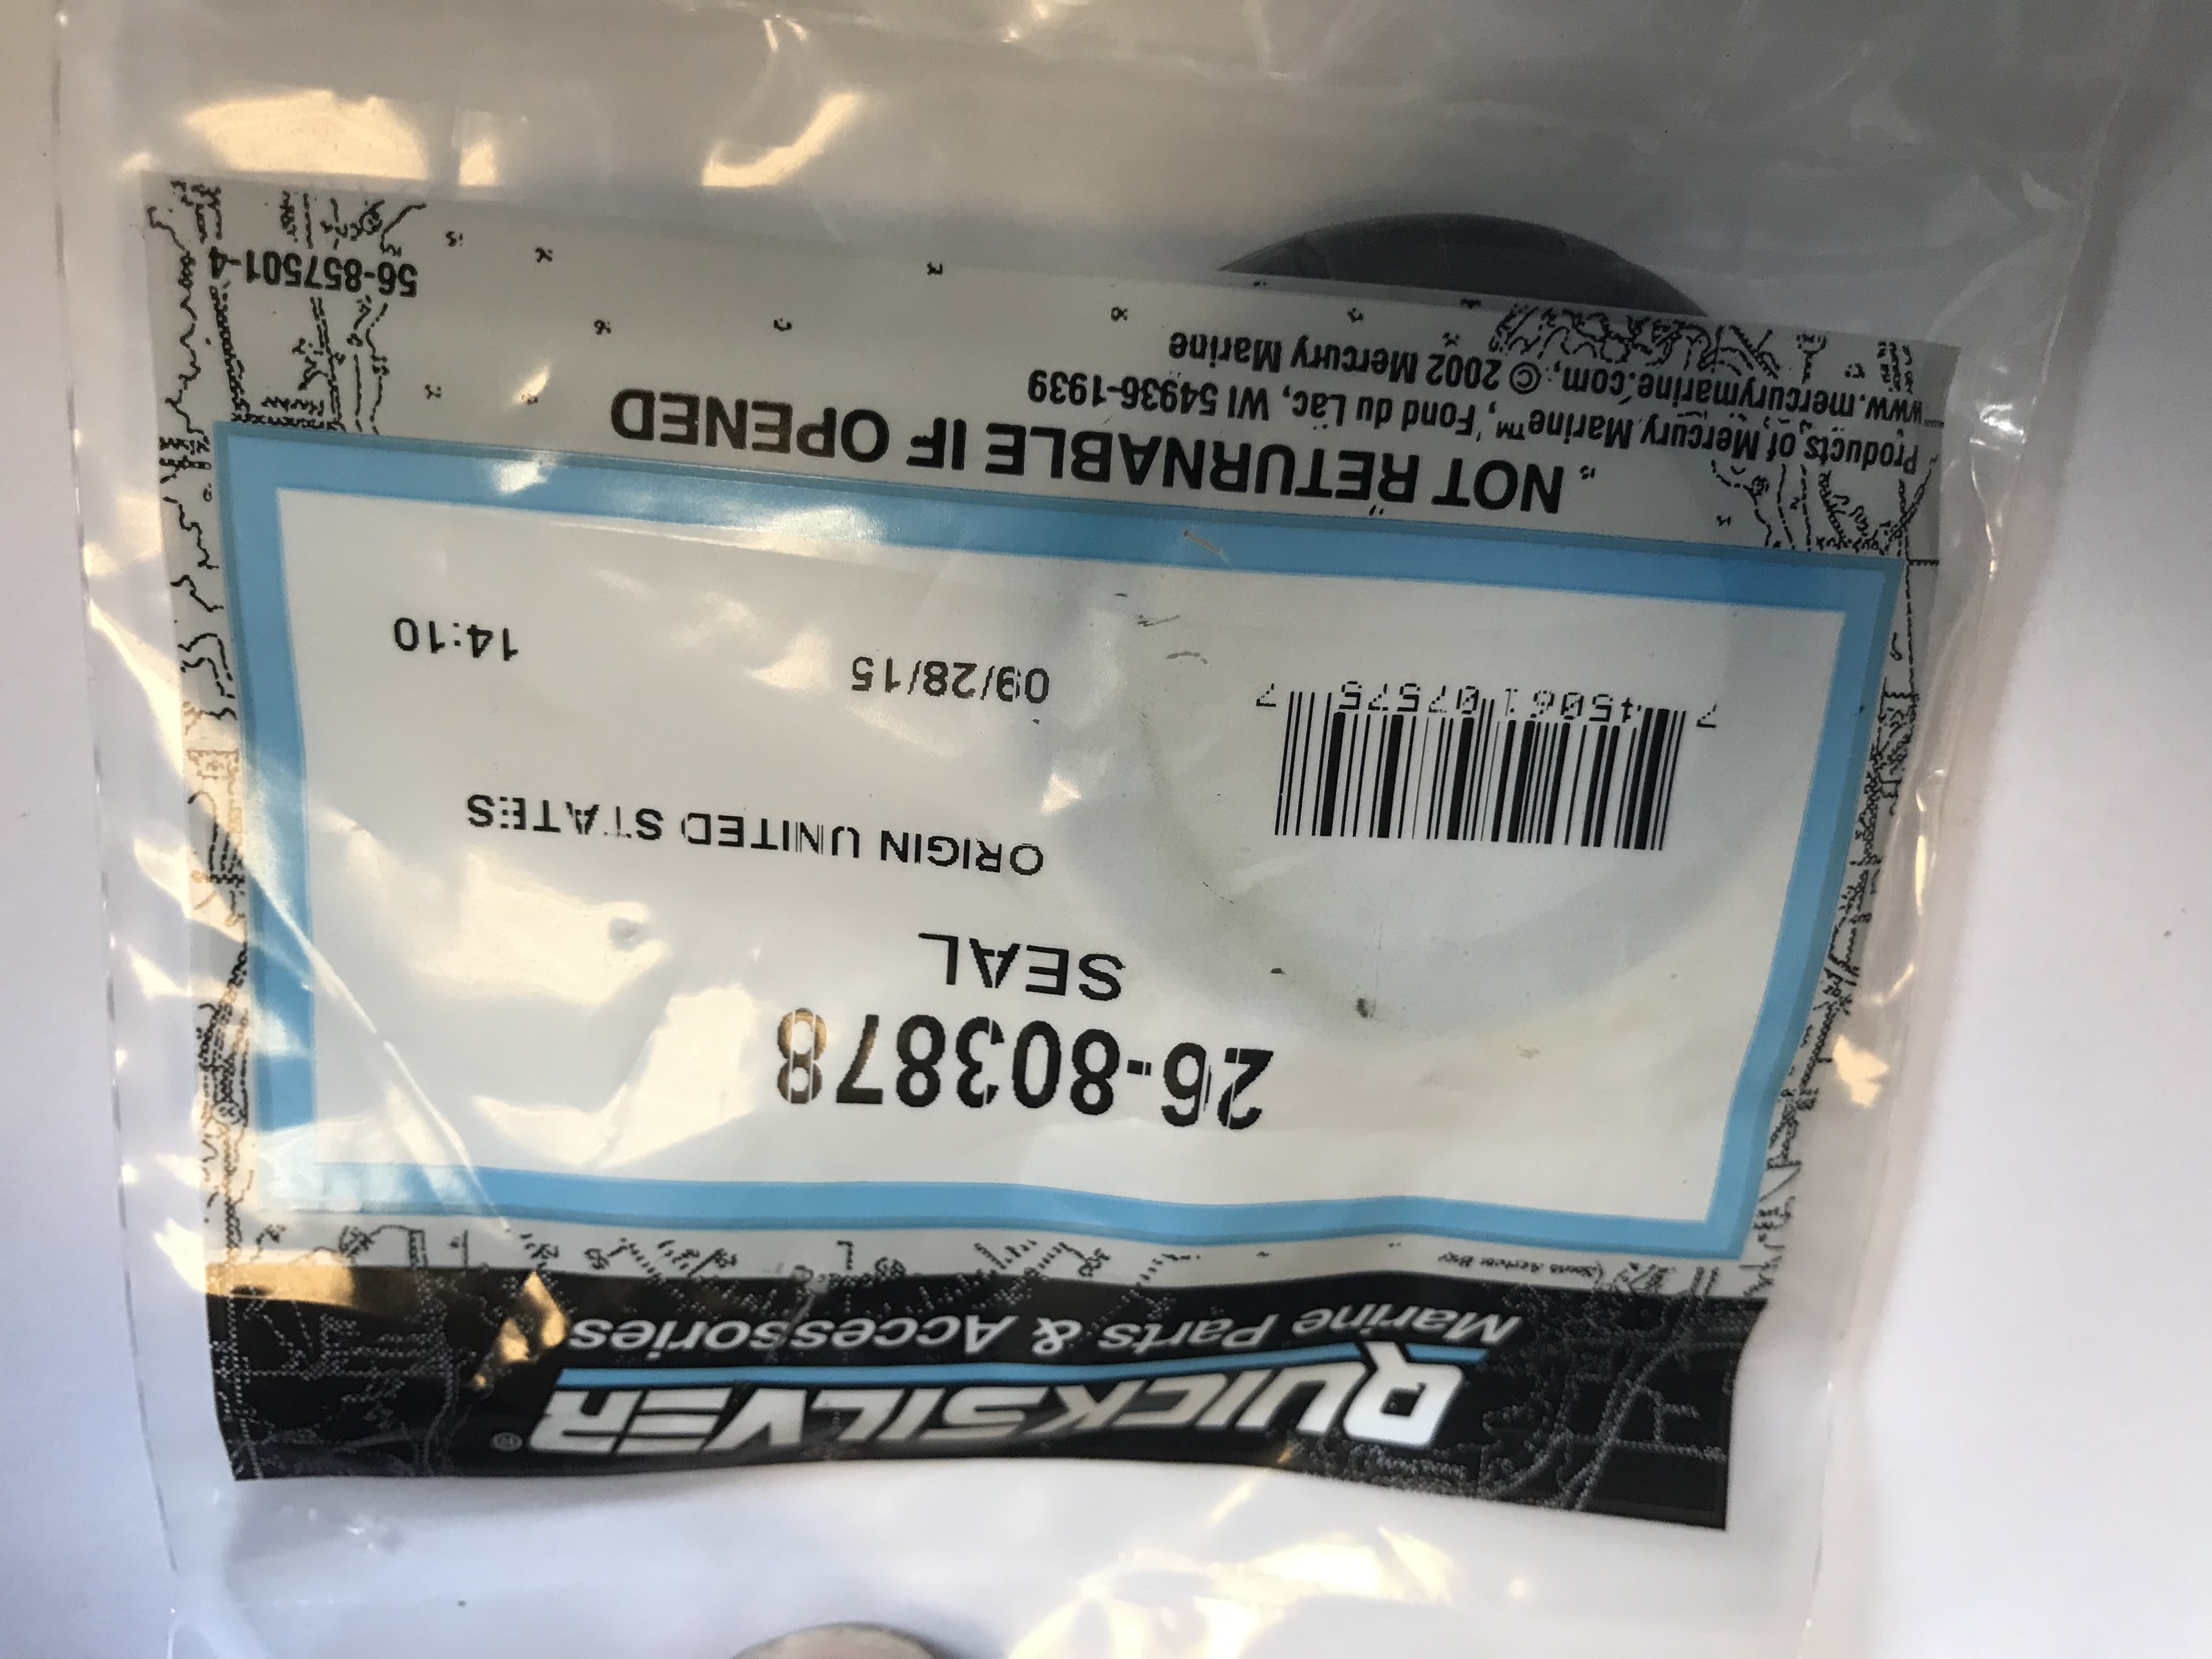 QUICKSILVER®
Marine Parts & Accessories
26-803878
SEAL
ORIGIN UNITED STATES
7 45061 07575 7
09/28/15 14:10
NOT RETURNABLE IF OPENED
Products of Mercury Marine™, Fond du Lac, WI 54936-1939
www.mercurymarine.com, © 2002 Mercury Marine
56-857501-4